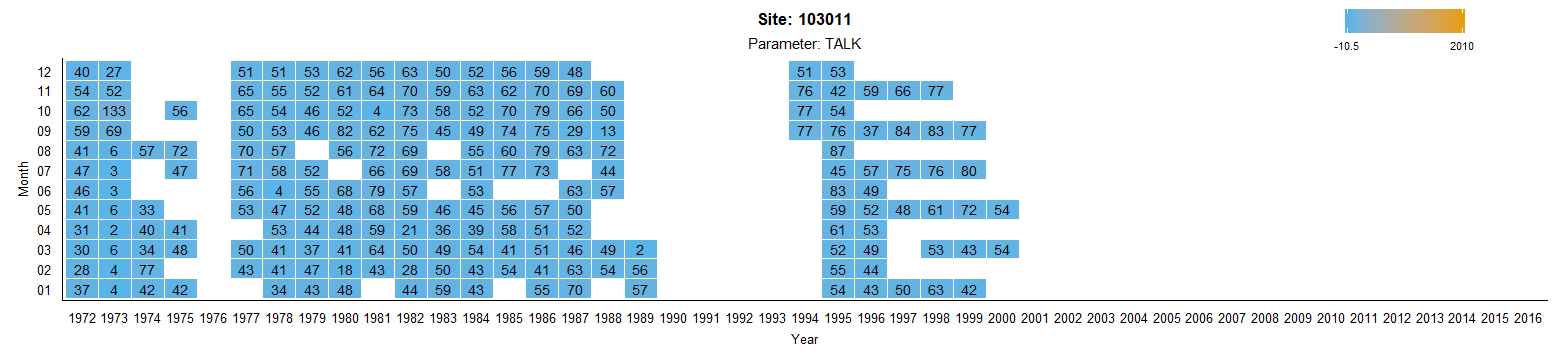 Site: 103011
Parameter: TALK
-10.5 2010
Month
12 40 27 51 51 53 62 56 63 50 52 56 59 48 51 53
11 54 52 65 55 52 61 64 70 59 63 62 70 69 60 76 42 59 66 77
10 62 133 56 65 54 46 52 4 73 58 52 70 79 66 50 77 54
09 59 69 50 53 46 82 62 75 45 49 74 75 29 13 77 76 37 84 83 77
08 41 6 57 72 70 57 56 72 69 55 60 79 63 72 87
07 47 3 47 71 58 52 66 69 58 51 77 73 44 45 57 75 76 80
06 46 3 56 4 55 68 79 57 53 63 57 83 49
05 41 6 33 53 47 52 48 68 59 46 45 56 57 50 59 52 48 61 72 54
04 31 2 40 41 53 44 48 59 21 36 39 58 51 52 61 53
03 30 6 34 48 50 41 37 41 64 50 49 54 41 51 46 49 2 52 49 53 43 54
02 28 4 77 43 41 47 18 43 28 50 43 54 41 63 54 56 55 44
01 37 4 42 42 34 43 48 44 59 43 55 70 57 54 43 50 63 42
1972 1973 1974 1975 1976 1977 1978 1979 1980 1981 1982 1983 1984 1985 1986 1987 1988 1989 1990 1991 1992 1993 1994 1995 1996 1997 1998 1999 2000 2001 2002 2003 2004 2005 2006 2007 2008 2009 2010 2011 2012 2013 2014 2015 2016
Year